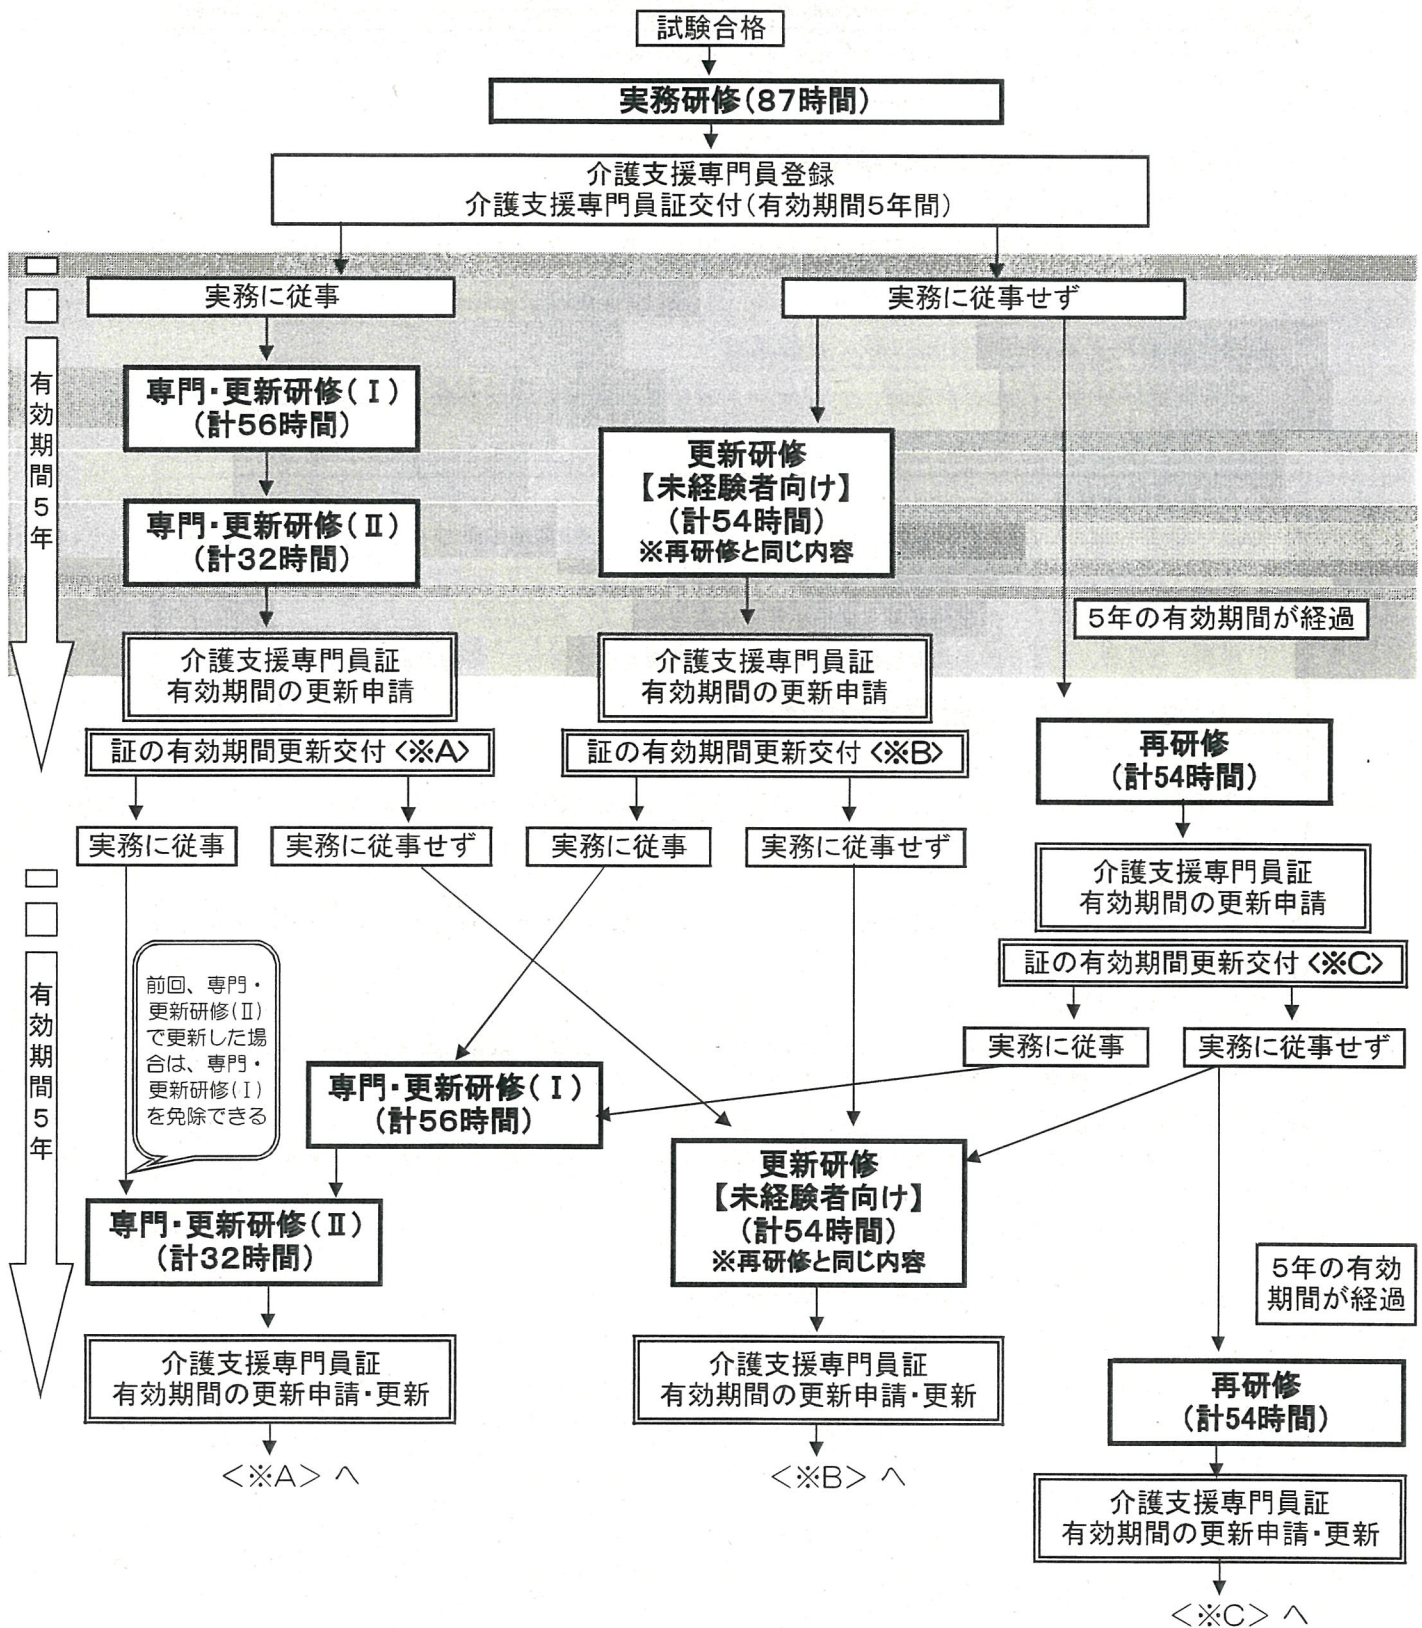 試験合格
実務研修(87時間)
介護支援専門員登録
介護支援専門員証交付(有効期間5年間)
実務に従事
実務に従事せず
有効期間5年
専門・更新研修(Ⅰ)
(計56時間)
更新研修
【未経験者向け】
(計54時間)
※再研修と同じ内容
専門・更新研修(Ⅱ)
(計32時間)
5年の有効期間が経過
介護支援専門員証
有効期間の更新申請
介護支援専門員証
有効期間の更新申請
証の有効期間更新交付<※A>
証の有効期間更新交付<※B>
再研修
(計54時間)
実務に従事
実務に従事せず
実務に従事
実務に従事せず
介護支援専門員証
有効期間の更新申請
証の有効期間更新交付<※C>
実務に従事
実務に従事せず
有効期間5年
前回、専門・
更新研修(Ⅱ)
で更新した場
合は、専門・
更新研修(Ⅰ)
を免除できる
専門・更新研修(Ⅰ)
(計56時間)
更新研修
【未経験者向け】
(計54時間)
※再研修と同じ内容
専門・更新研修(Ⅱ)
(計32時間)
5年の有効
期間が経過
介護支援専門員証
有効期間の更新申請・更新
介護支援専門員証
有効期間の更新申請・更新
再研修
(計54時間)
<※A> へ
<※B> へ
介護支援専門員証
有効期間の更新申請・更新
<※C> へ